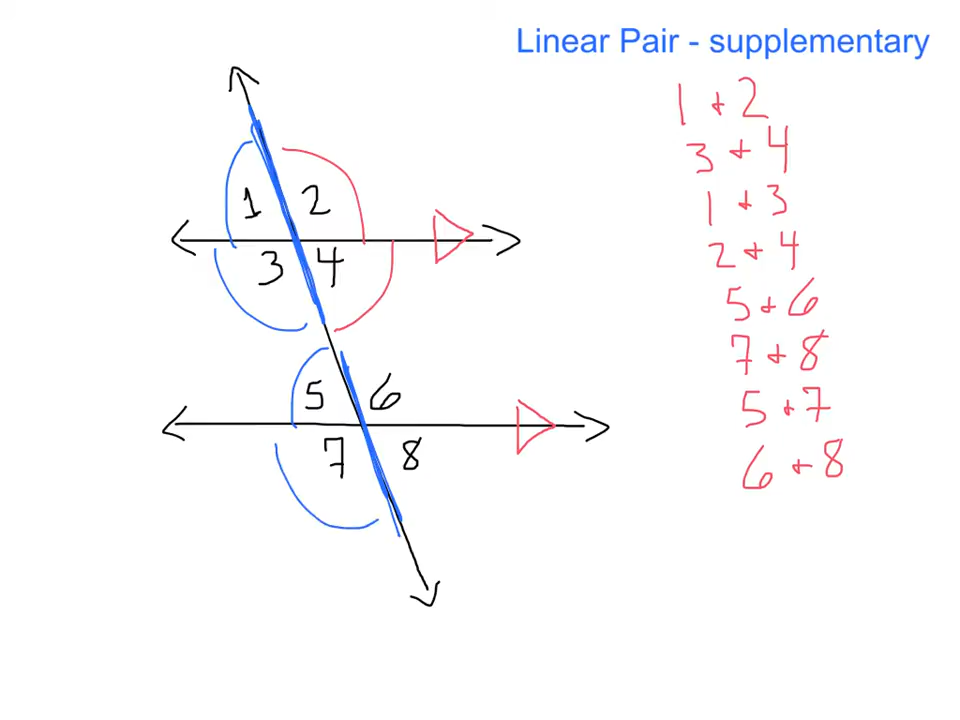 Linear Pair - supplementary
1 + 2
3 + 4
1 + 3
2 + 4
5 + 6
7 + 8
5 + 7
6 + 8
1 2
3 4
5 6
7 8